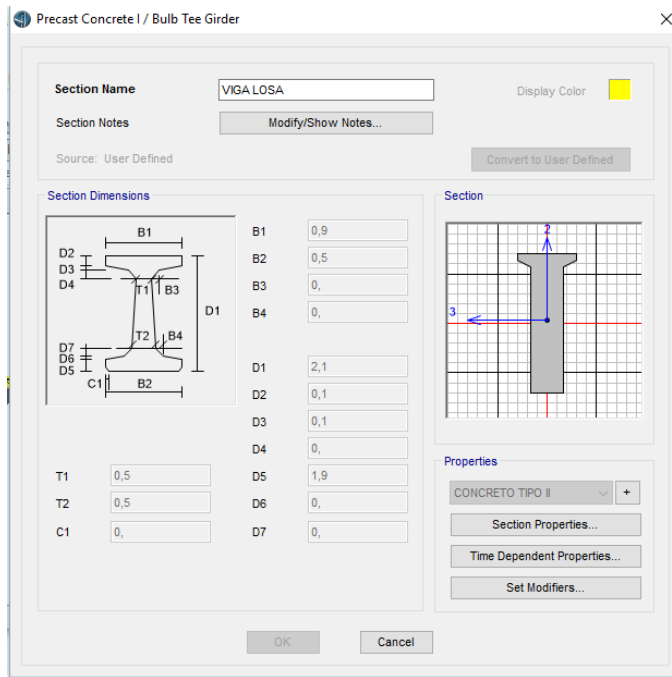 Precast Concrete I / Bulb Tee Girder
Section Name VIGA LOSA Display Color
Section Notes Modify/Show Notes...
Source: User Defined Convert to User Defined
Section Dimensions
B1
D2
D3
D4
T1 B3
D1
T2 B4
D7
D6
D5
C1 B2
B1 0,9
B2 0,5
B3 0,
B4 0,
D1 2,1
D2 0,1
D3 0,1
D4 0,
T1 0,5 D5 1,9
T2 0,5 D6 0,
C1 0, D7 0,
Section
2
3
Properties
CONCRETO TIPO II +
Section Properties...
Time Dependent Properties...
Set Modifiers...
OK Cancel